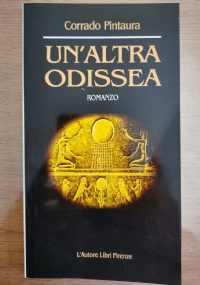 Corrado Pintaura
UN'ALTRA
ODISSEA
ROMANZO
L'Autore Libri Firenze